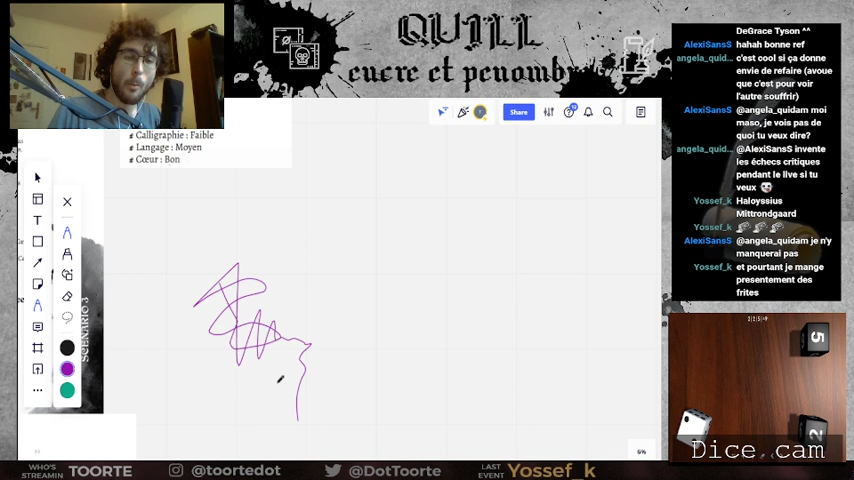 QUILL
encre et penomb
DeGrace Tyson ^^
AlexiSansS hahah bonne ref
angela_quid... c'est cool si ça donne
envie de refaire (avoue
que c'est pour voir
l'autre souffrir)
AlexiSansS @angela_quidam moi
maso, je vois pas de
quoi tu veux dire?
angela_quid... @AlexiSansS invente
les échecs critiques
pendant le live si tu
veux
Yossef_k Haloyssius
Mittrondgaard
Yossef_k
AlexiSansS @angela_quidam je n'y
manquerai pas
Yossef_k et pourtant je mange
presentement des
frites
Share
# Calligraphie : Faible
# Langage : Moyen
# Cœur : Bon
SCENARIO 3
6%
5
2
Dice cam
WHO'S STREAMIN TOORTE @toortedot @DotToorte LAST EVENT Yossef_k